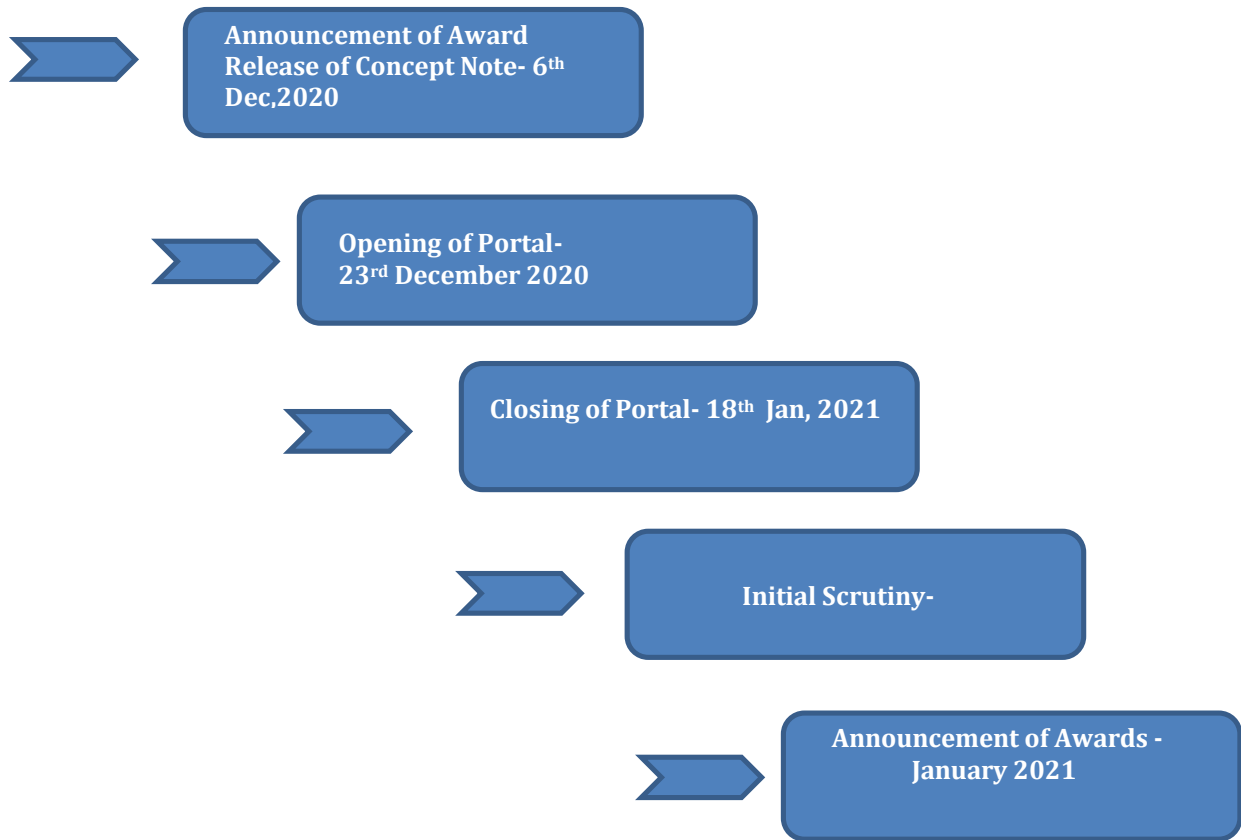 Announcement of Award
Release of Concept Note- 6th
Dec,2020
Opening of Portal-
23rd December 2020
Closing of Portal- 18th Jan, 2021
Initial Scrutiny-
Announcement of Awards -
January 2021